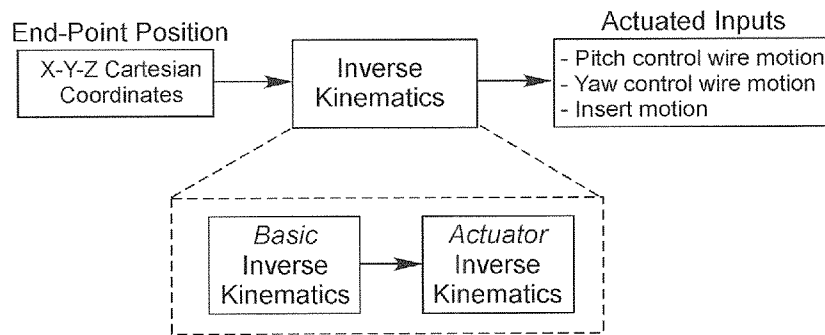 End-Point Position
X-Y-Z Cartesian
Coordinates
Inverse
Kinematics
Actuated Inputs
- Pitch control wire motion
- Yaw control wire motion
- Insert motion
Basic
Inverse
Kinematics
Actuator
Inverse
Kinematics